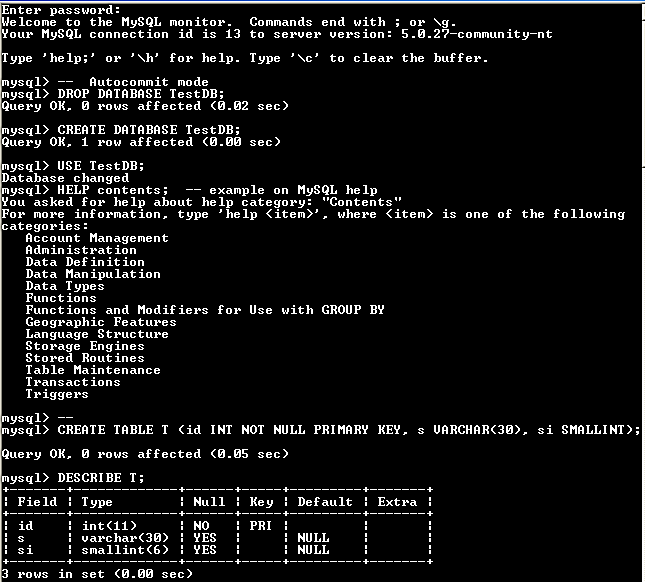 Enter password:
Welcome to the MySQL monitor.  Commands end with ; or \g.
Your MySQL connection id is 13 to server version: 5.0.27-community-nt

Type 'help;' or '\h' for help. Type '\c' to clear the buffer.

mysql> --  Autocommit mode
mysql> DROP DATABASE TestDB;
Query OK, 0 rows affected (0.02 sec)

mysql> CREATE DATABASE TestDB;
Query OK, 1 row affected (0.00 sec)

mysql> USE TestDB;
Database changed
mysql> HELP contents;  -- example on MySQL help
You asked for help about help category: "Contents"
For more information, type 'help <item>', where <item> is one of the following
categories:
   Account Management
   Administration
   Data Definition
   Data Manipulation
   Data Types
   Functions
   Functions and Modifiers for Use with GROUP BY
   Geographic Features
   Language Structure
   Storage Engines
   Stored Routines
   Table Maintenance
   Transactions
   Triggers

mysql> --
mysql> CREATE TABLE T (id INT NOT NULL PRIMARY KEY, s VARCHAR(30), si SMALLINT);

Query OK, 0 rows affected (0.05 sec)

mysql> DESCRIBE T;
+-------+-------------+------+-----+---------+-------+
| Field | Type        | Null | Key | Default | Extra |
+-------+-------------+------+-----+---------+-------+
| id    | int(11)     | NO   | PRI |         |       |
| s     | varchar(30) | YES  |     | NULL    |       |
| si    | smallint(6) | YES  |     | NULL    |       |
+-------+-------------+------+-----+---------+-------+
3 rows in set (0.00 sec)